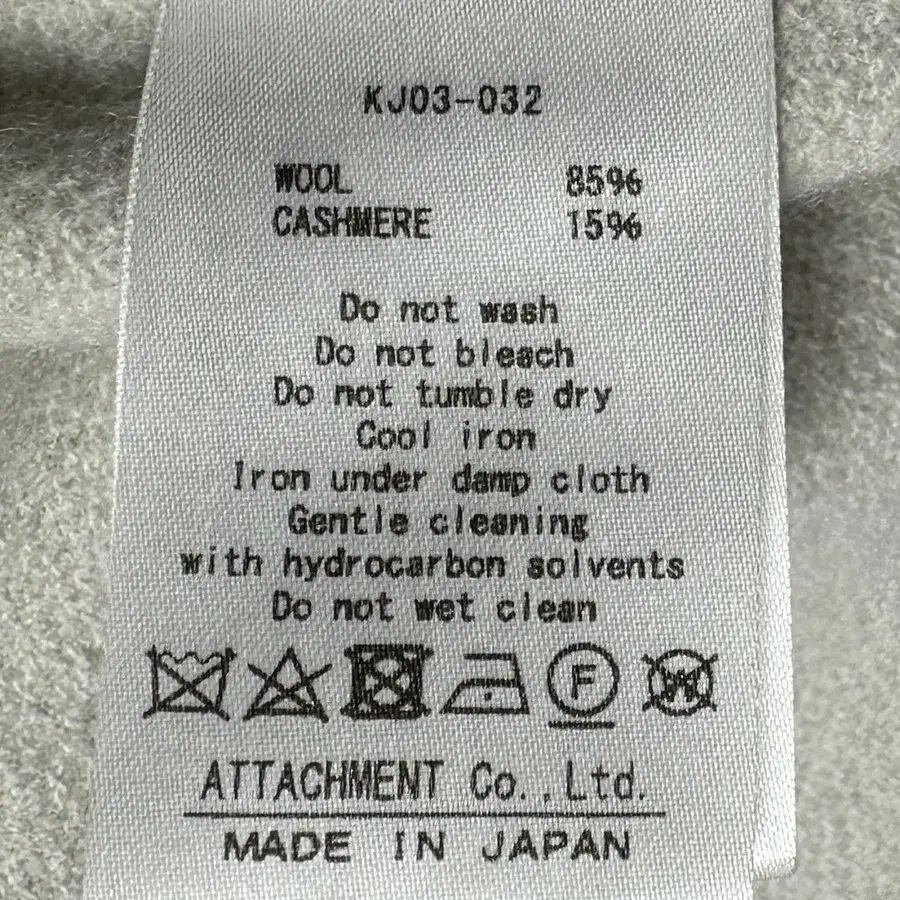 KJ03-032
WOOL 85%
CASHMERE 15%
Do not wash
Do not bleach
Do not tumble dry
Cool iron
Iron under damp cloth
Gentle cleaning
with hydrocarbon solvents
Do not wet clean
F W
ATTACHMENT Co.,Ltd.
MADE IN JAPAN